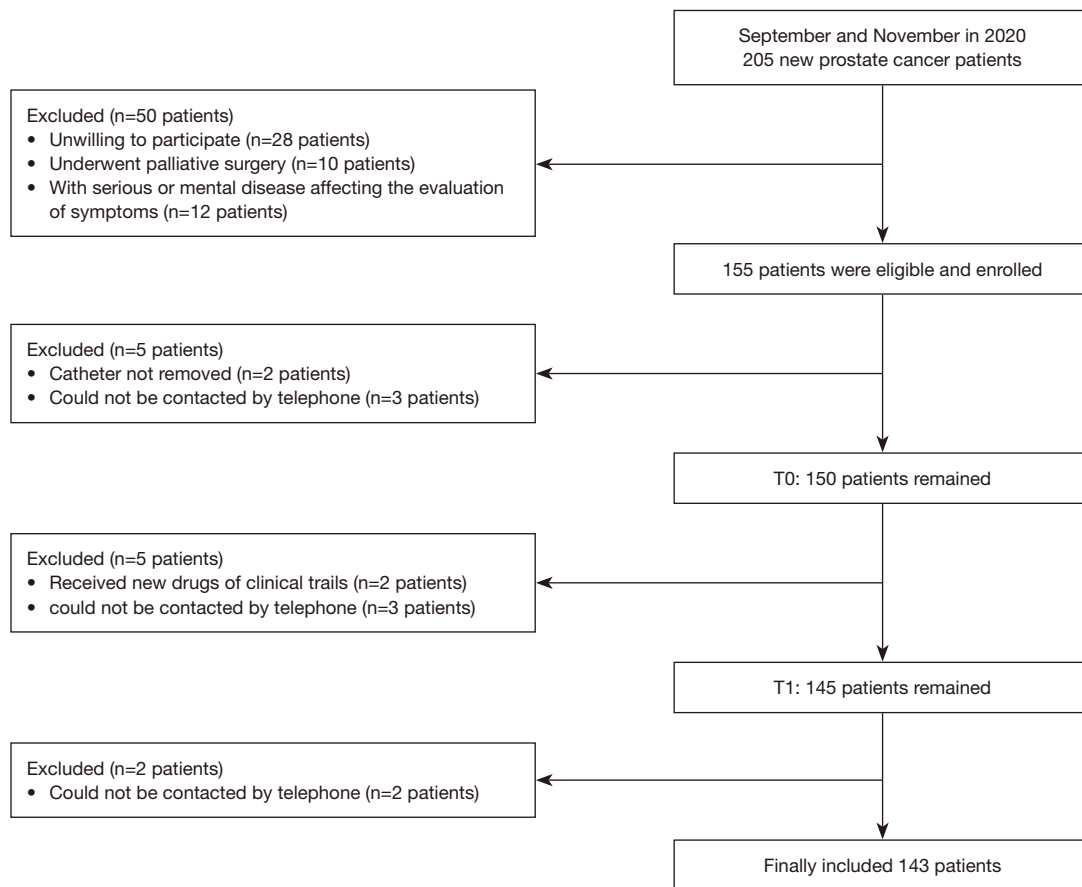 September and November in 2020
205 new prostate cancer patients
Excluded (n=50 patients)
• Unwilling to participate (n=28 patients)
• Underwent palliative surgery (n=10 patients)
• With serious or mental disease affecting the evaluation
of symptoms (n=12 patients)
155 patients were eligible and enrolled
Excluded (n=5 patients)
• Catheter not removed (n=2 patients)
• Could not be contacted by telephone (n=3 patients)
T0: 150 patients remained
Excluded (n=5 patients)
• Received new drugs of clinical trails (n=2 patients)
• could not be contacted by telephone (n=3 patients)
T1: 145 patients remained
Excluded (n=2 patients)
• Could not be contacted by telephone (n=2 patients)
Finally included 143 patients